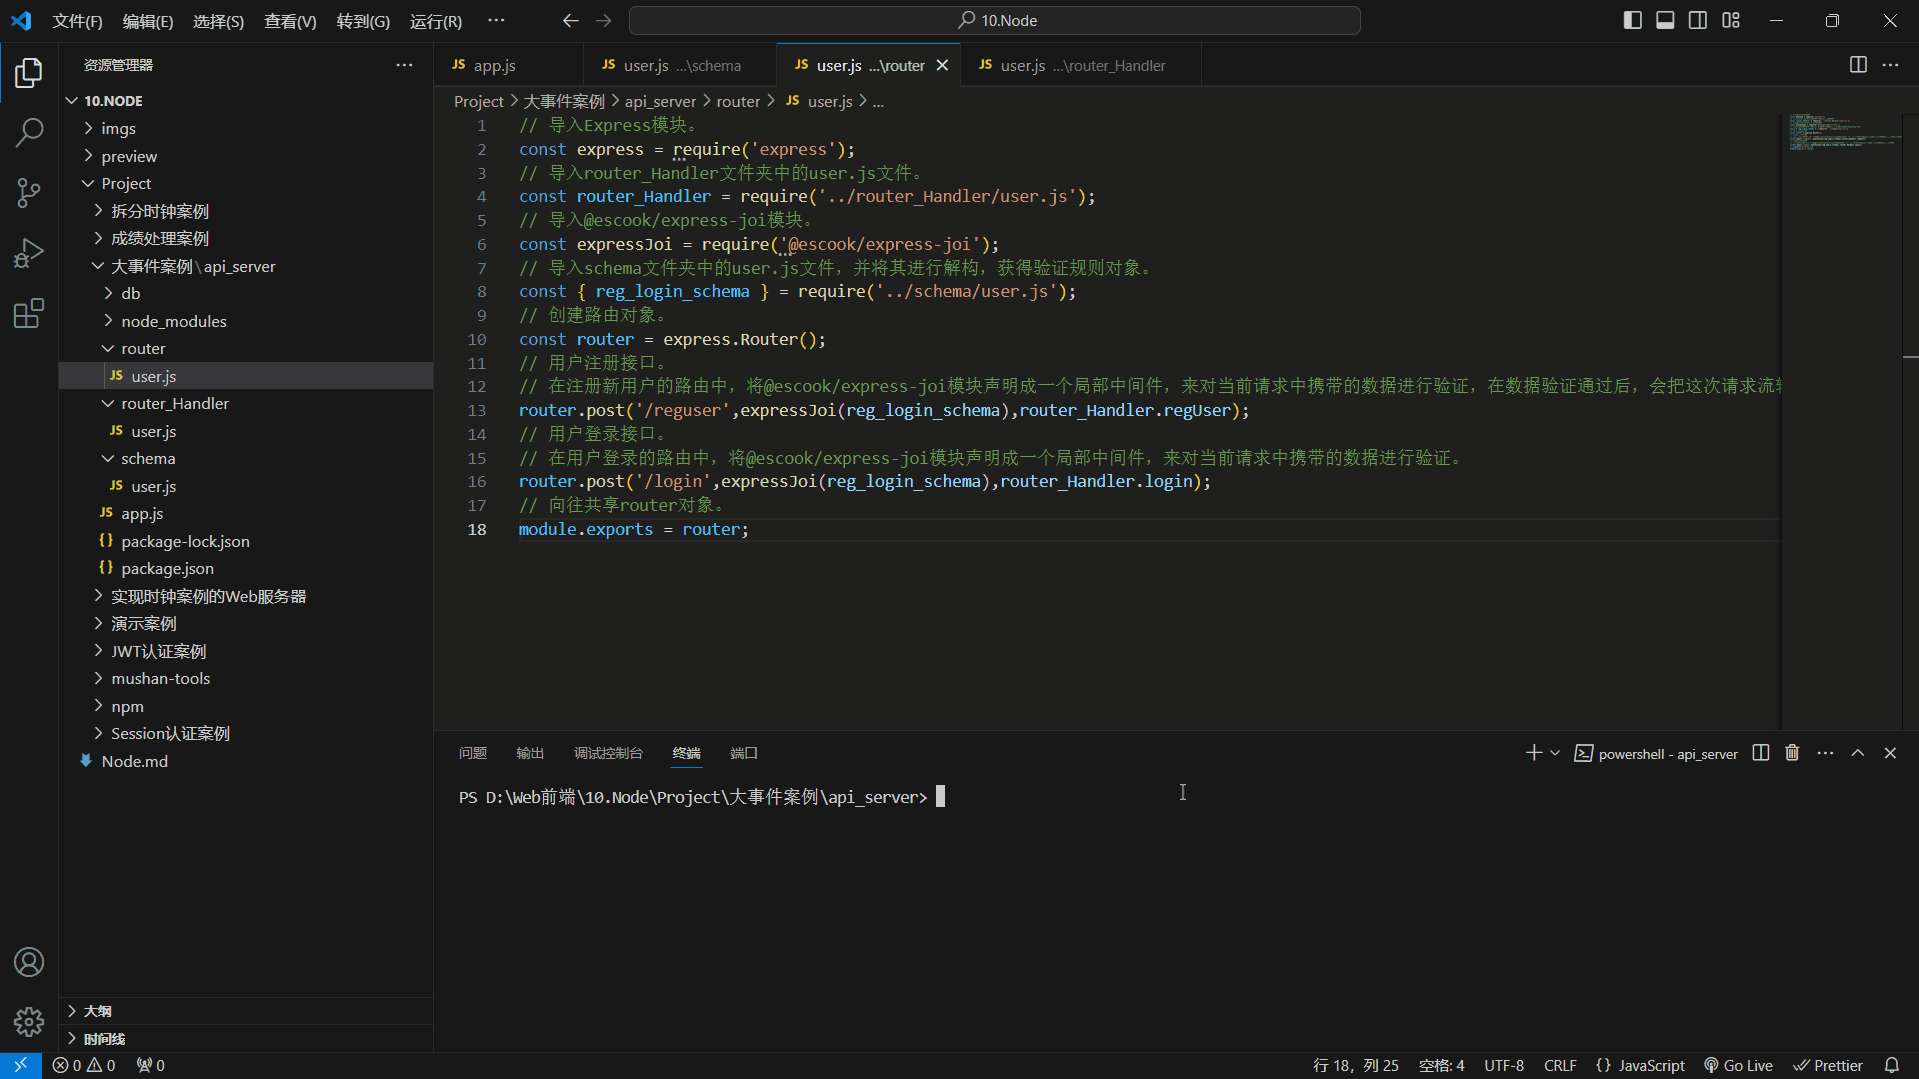 文件(F) 编辑(E) 选择(S) 查看(V) 转到(G) 运行(R) ··· 10.Node
资源管理器 ···
10.NODE
imgs
preview
Project
拆分时钟案例
成绩处理案例
大事件案例\api_server
db
node_modules
router
JS user.js
router_Handler
JS user.js
schema
JS user.js
JS app.js
{} package-lock.json
{} package.json
实现时钟案例的Web服务器
演示案例
JWT认证案例
mushan-tools
npm
Session认证案例
Node.md
大纲
时间线
JS app.js JS user.js ...\schema JS user.js ...\router JS user.js ...\router_Handler
Project > 大事件案例 > api_server > router > JS user.js > ...
1 // 导入Express模块。
2 const express = require('express');
3 // 导入router_Handler文件夹中的user.js文件。
4 const router_Handler = require('../router_Handler/user.js');
5 // 导入@escook/express-joi模块。
6 const expressJoi = require('@escook/express-joi');
7 // 导入schema文件夹中的user.js文件，并将其进行解构，获得验证规则对象。
8 const { reg_login_schema } = require('../schema/user.js');
9 // 创建路由对象。
10 const router = express.Router();
11 // 用户注册接口。
12 // 在注册新用户的路由中，将@escook/express-joi模块声明成一个局部中间件，来对当前请求中携带的数据进行验证，在数据验证通过后，会把这次请求流
13 router.post('/reguser',expressJoi(reg_login_schema),router_Handler.regUser);
14 // 用户登录接口。
15 // 在用户登录的路由中，将@escook/express-joi模块声明成一个局部中间件，来对当前请求中携带的数据进行验证。
16 router.post('/login',expressJoi(reg_login_schema),router_Handler.login);
17 // 向往共享router对象。
18 module.exports = router;
问题 输出 调试控制台 终端 端口 powershell - api_server
PS D:\Web前端\10.Node\Project\大事件案例\api_server>
0 0 0 行 18，列 25 空格: 4 UTF-8 CRLF {} JavaScript Go Live Prettier